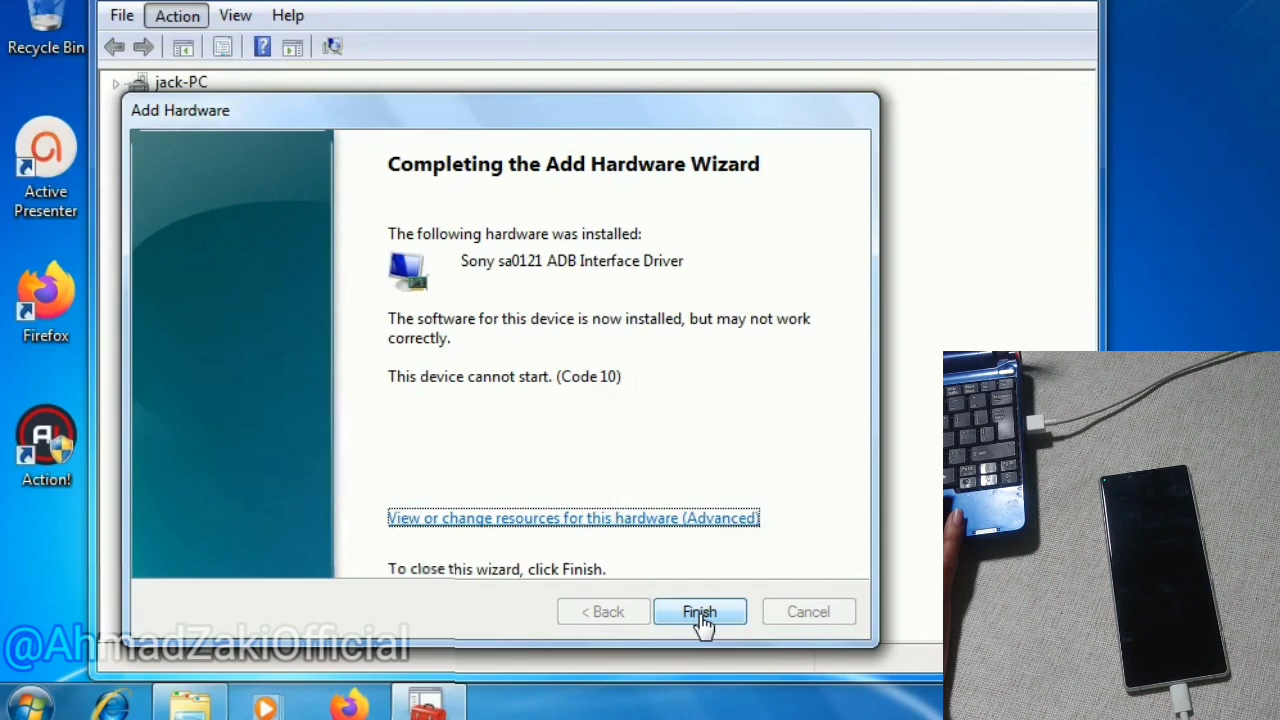 File Action View Help
Recycle Bin
jack-PC
Add Hardware
Completing the Add Hardware Wizard
The following hardware was installed:
Sony sa0121 ADB Interface Driver
The software for this device is now installed, but may not work
correctly.
This device cannot start. (Code 10)
View or change resources for this hardware (Advanced)
To close this wizard, click Finish.
< Back Finish Cancel
Active
Presenter
Firefox
Action!
@AhmadZakiOfficial